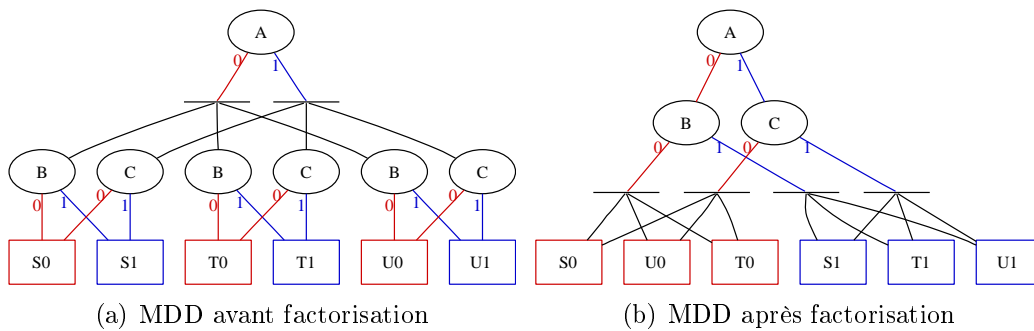 A A
0 1 0 1
B C
B C B C B C
0 1 0 1 0 1 0 1 0 1 0 1
0 1 0 1
S0 S1 T0 T1 U0 U1
S0 U0 T0 S1 T1 U1
(a) MDD avant factorisation
(b) MDD après factorisation